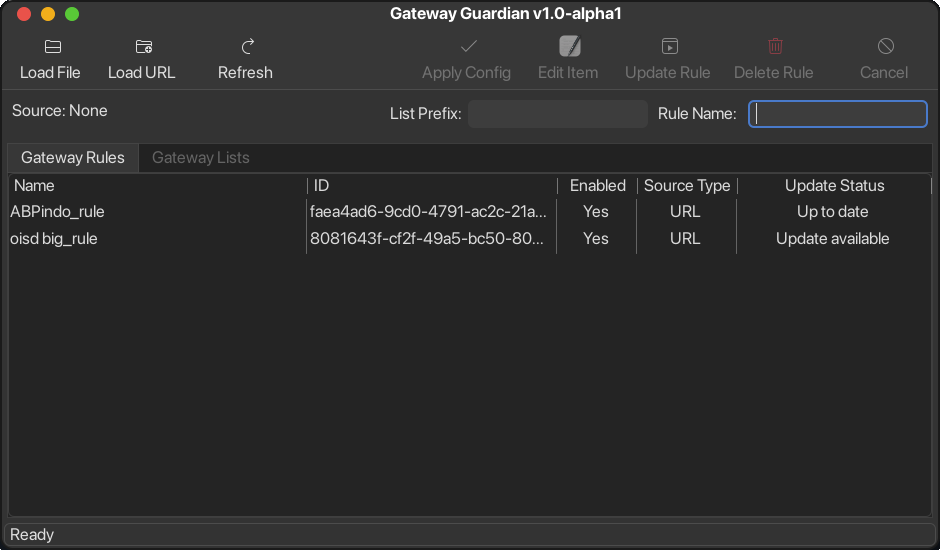 Gateway Guardian v1.0-alpha1
Load File Load URL Refresh Apply Config Edit Item Update Rule Delete Rule Cancel
Source: None List Prefix: Rule Name:
Gateway Rules Gateway Lists
Name ID Enabled Source Type Update Status
ABPindo_rule faea4ad6-9cd0-4791-ac2c-21a... Yes URL Up to date
oisd big_rule 8081643f-cf2f-49a5-bc50-80... Yes URL Update available
Ready